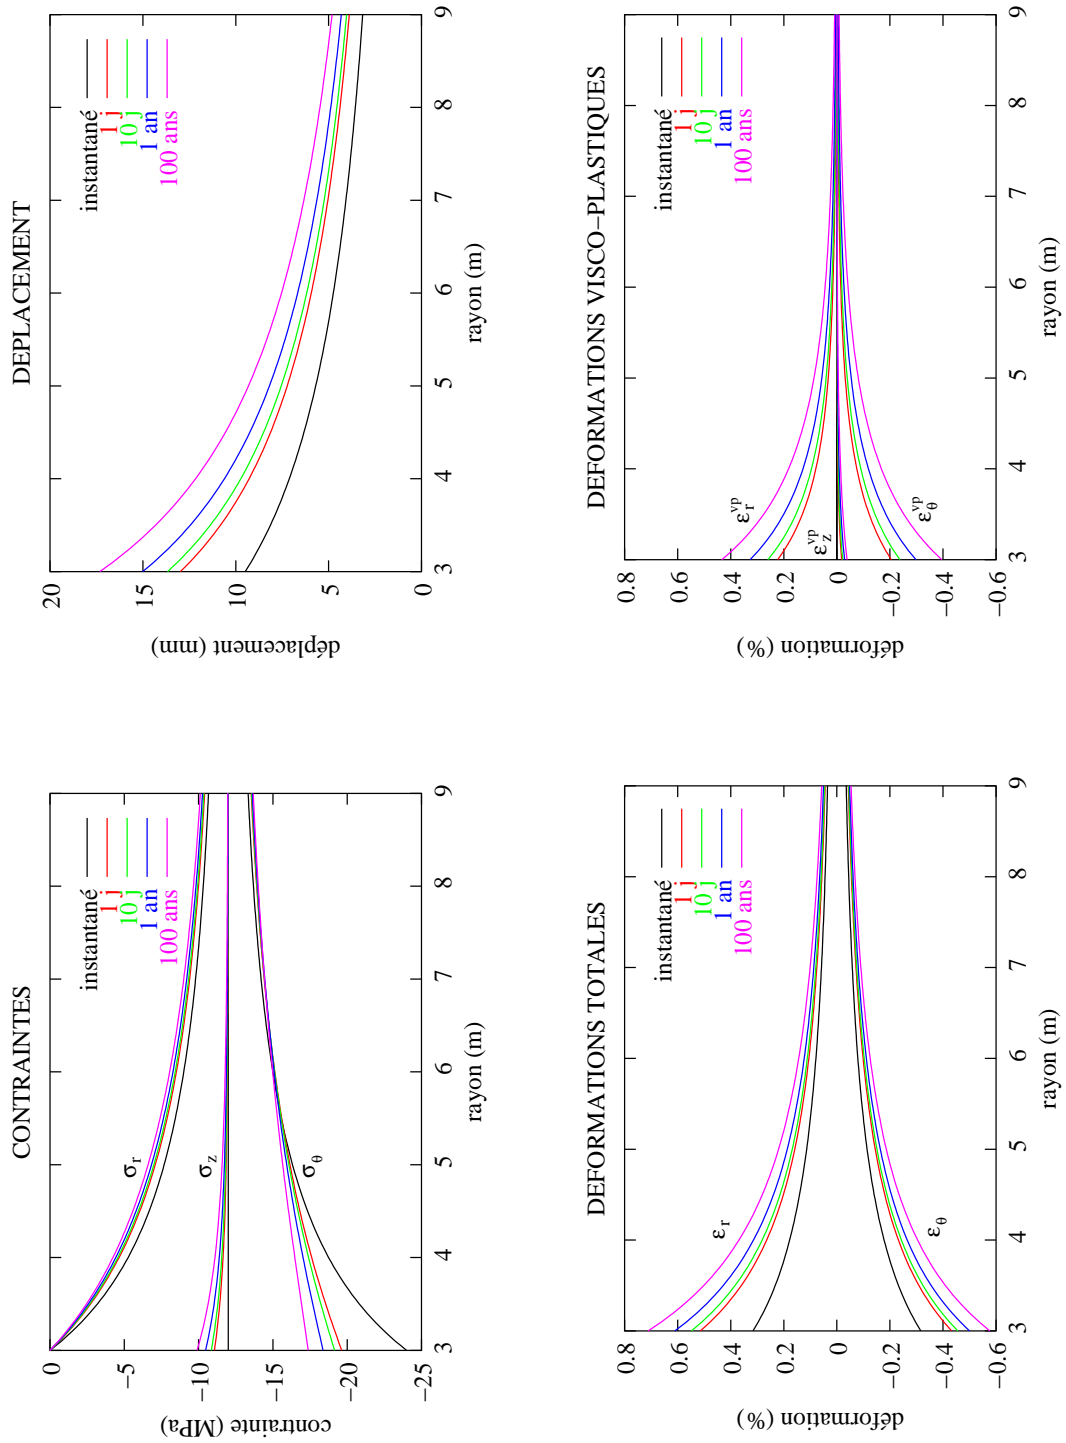 CONTRAINTES
contrainte (MPa)
0
−5
−10
−15
−20
−25
3
4
5
6
7
8
9
rayon (m)
instantané
1 j
10 j
1 an
100 ans
σr
σz
σθ
DEPLACEMENT
déplacement (mm)
20
15
10
5
0
3
4
5
6
7
8
9
rayon (m)
instantané
1 j
10 j
1 an
100 ans
DEFORMATIONS TOTALES
déformation (%)
0.8
0.6
0.4
0.2
0
−0.2
−0.4
−0.6
3
4
5
6
7
8
9
rayon (m)
instantané
1 j
10 j
1 an
100 ans
εr
εθ
DEFORMATIONS VISCO−PLASTIQUES
déformation (%)
0.8
0.6
0.4
0.2
0
−0.2
−0.4
−0.6
3
4
5
6
7
8
9
rayon (m)
instantané
1 j
10 j
1 an
100 ans
εr^vp
εz^vp
εθ^vp